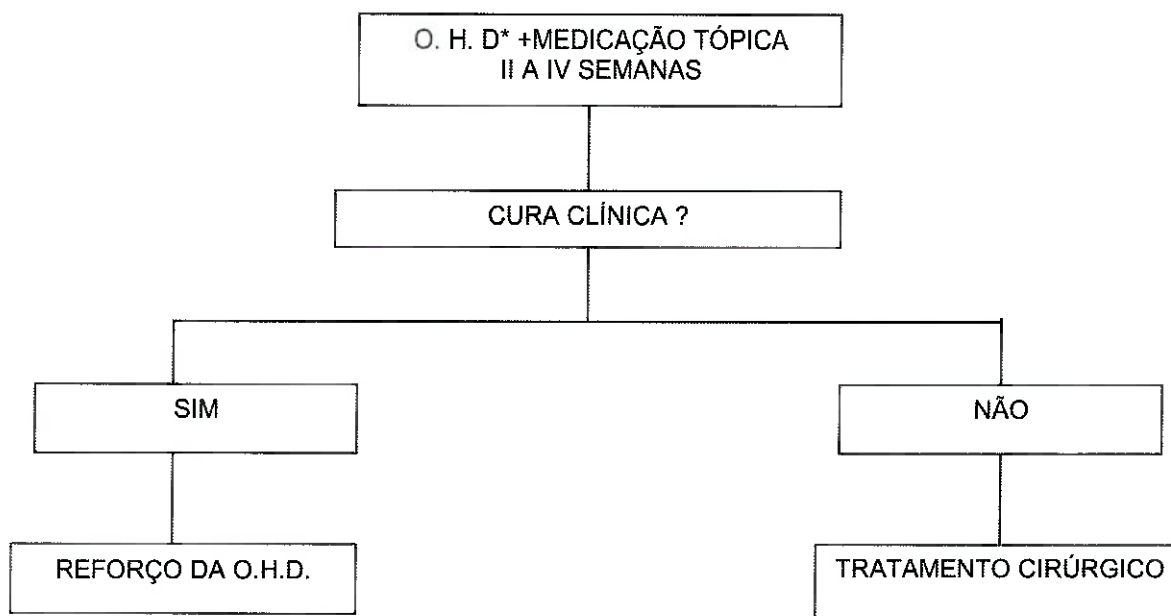 O. H. D* +MEDICAÇÃO TÓPICA
II A IV SEMANAS
CURA CLÍNICA ?
SIM
NÃO
REFORÇO DA O.H.D.
TRATAMENTO CIRÚRGICO